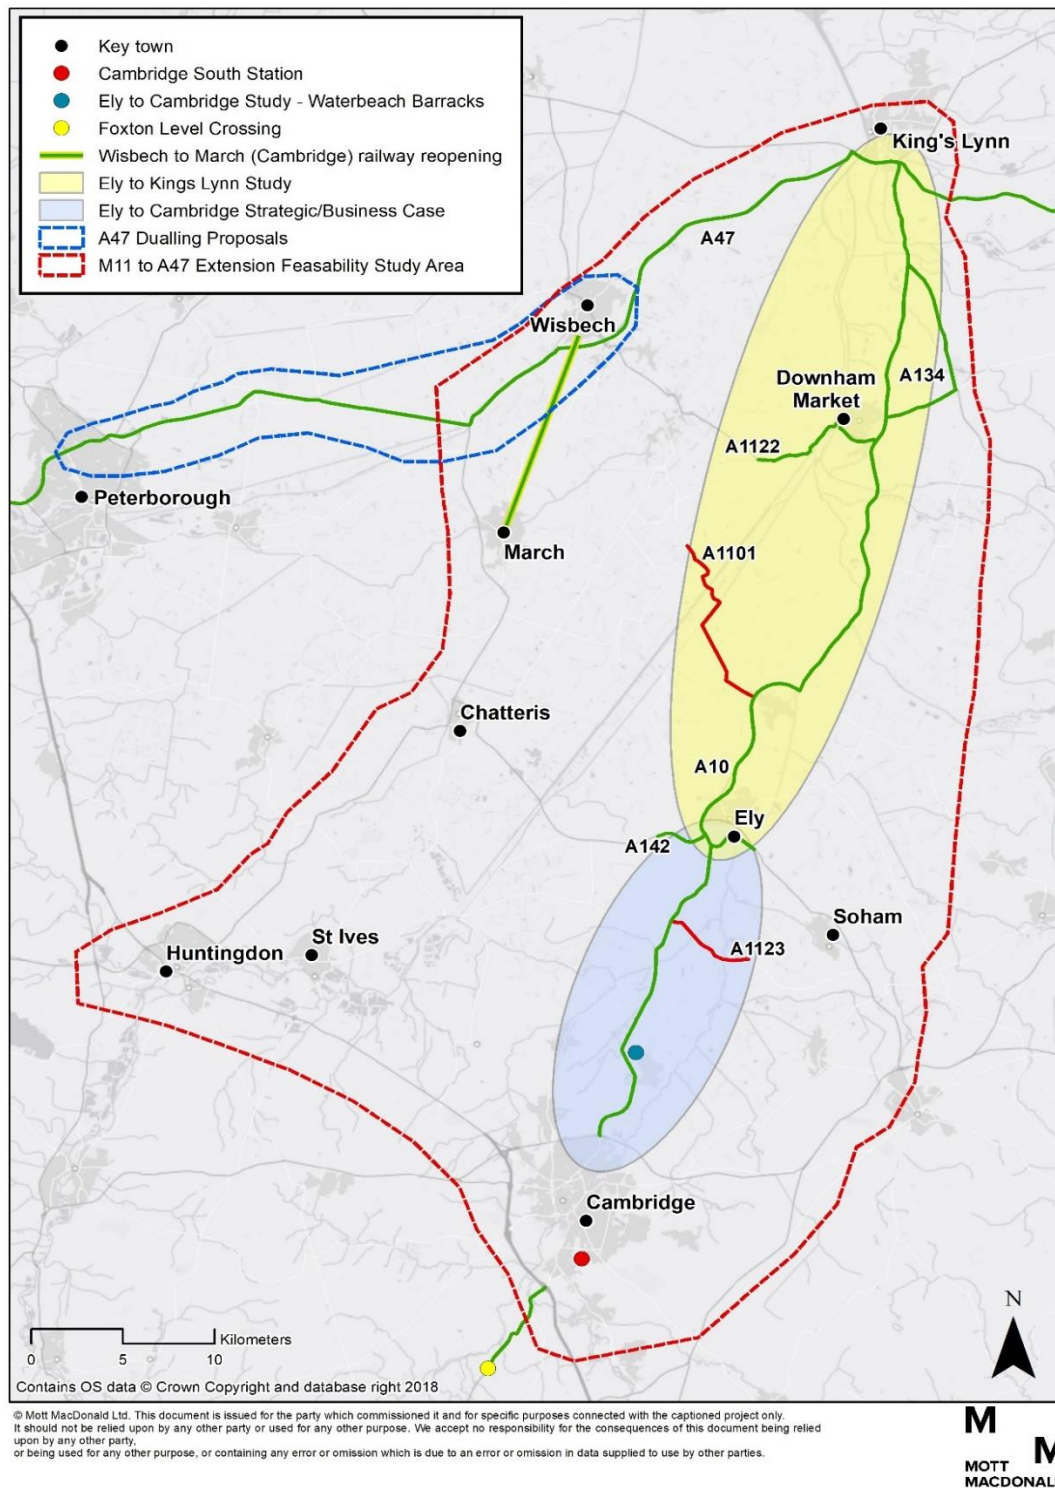 Key town
Cambridge South Station
Ely to Cambridge Study - Waterbeach Barracks
Foxton Level Crossing
Wisbech to March (Cambridge) railway reopening
Ely to Kings Lynn Study
Ely to Cambridge Strategic/Business Case
A47 Dualling Proposals
M11 to A47 Extension Feasability Study Area
King's Lynn
A47
Wisbech
Downham
Market
A134
A1122
Peterborough
March
A1101
Chatteris
A10
Ely
A142
Soham
St Ives
Huntingdon
A1123
Cambridge
N
Kilometers
0 5 10
Contains OS data © Crown Copyright and database right 2018
© Mott MacDonald Ltd. This document is issued for the party which commissioned it and for specific purposes connected with the captioned project only.
It should not be relied upon by any other party or used for any other purpose. We accept no responsibility for the consequences of this document being relied
upon by any other party,
or being used for any other purpose, or containing any error or omission which is due to an error or omission in data supplied to use by other parties.
M
M
MOTT
MACDONALD